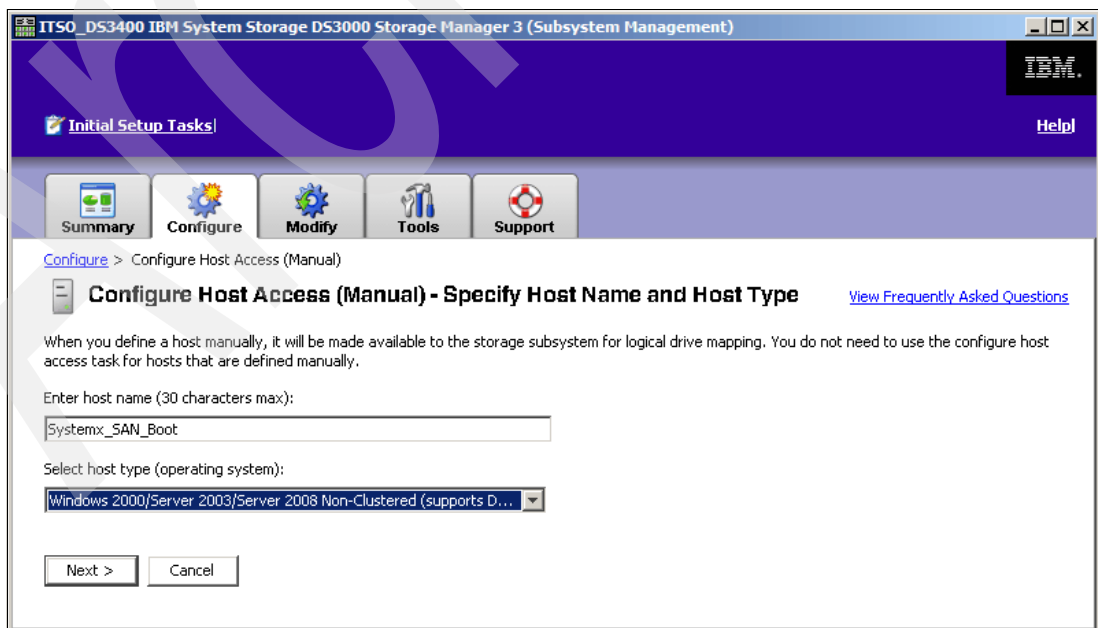 ITSO_DS3400 IBM System Storage DS3000 Storage Manager 3 (Subsystem Management)
IBM.
Initial Setup Tasks
Help
Summary
Configure
Modify
Tools
Support
Configure > Configure Host Access (Manual)
Configure Host Access (Manual) - Specify Host Name and Host Type
View Frequently Asked Questions
When you define a host manually, it will be made available to the storage subsystem for logical drive mapping. You do not need to use the configure host
access task for hosts that are defined manually.
Enter host name (30 characters max):
Systemx_SAN_Boot
Select host type (operating system):
Windows 2000/Server 2003/Server 2008 Non-Clustered (supports D...
Next >
Cancel